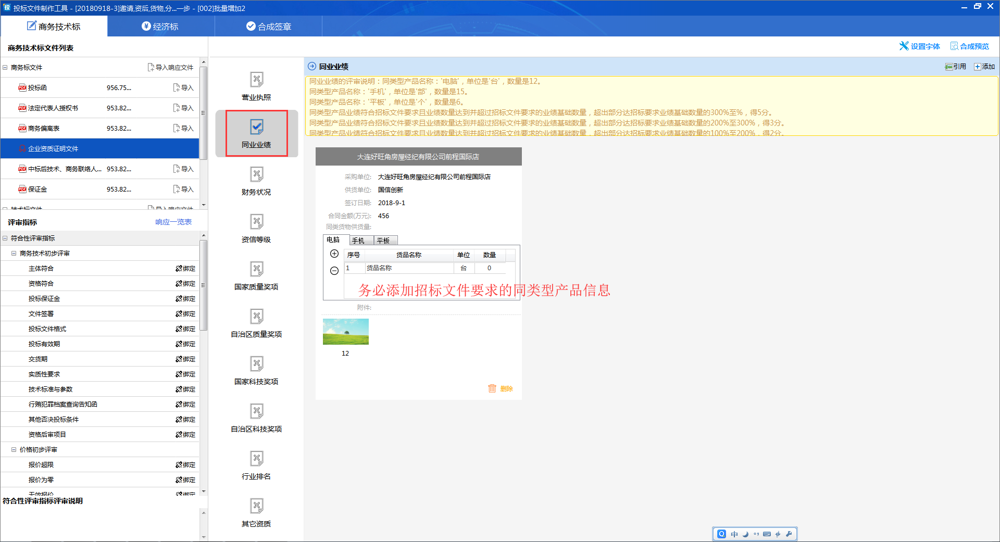 投标文件制作工具 - [20180918-3]邀请,资后,货物,分...一步 - [002]批量增加2
商务技术标
经济标
合成签章
设置字体
合成预览
商务技术标文件列表
商务标文件 导入响应文件
投标函 956.75... 导入
法定代表人授权书 953.82... 导入
商务偏离表 953.82... 导入
企业资质证明文件
中标后技术、商务联络人... 953.82... 导入
保证金 953.82... 导入
技术标文件 导入响应文件
评审指标 响应一览表
符合性评审指标
商务技术初步评审
主体符合 绑定
资格符合 绑定
投标保证金 绑定
文件签署 绑定
投标文件格式 绑定
投标有效期 绑定
交货期 绑定
实质性要求 绑定
技术标准与参数 绑定
行贿犯罪档案查询告知函 绑定
其他否决投标条件 绑定
资格后审项目 绑定
价格初步评审
报价超限 绑定
报价为零 绑定
无效报价 绑定
符合性评审指标评审说明
营业执照
同业业绩
财务状况
资信等级
国家质量奖项
自治区质量奖项
国家科技奖项
自治区科技奖项
行业排名
其它资质
同业业绩 引用 添加
同业业绩的评审说明：同类型产品名称：'电脑'，单位是'台'，数量是12。
同类型产品名称：'手机'，单位是'部'，数量是15。
同类型产品名称：'平板'，单位是'个'，数量是6。
同类型产品业绩符合招标文件要求且业绩数量达到并超过招标文件要求的业绩基础数量，超出部分达招标要求业绩基础数量的300%至%，得5分。
同类型产品业绩符合招标文件要求且业绩数量达到并超过招标文件要求的业绩基础数量，超出部分达招标要求业绩基础数量的200%至300%，得3分。
同类型产品业绩符合招标文件要求且业绩数量达到并超过招标文件要求的业绩基础数量，超出部分达招标要求业绩基础数量的100%至200%，得2分。
大连好旺角房屋经纪有限公司前程国际店
采购单位: 大连好旺角房屋经纪有限公司前程国际店
供货单位: 国信创新
签订日期: 2018-9-1
合同金额(万元): 456
同类货物供货量:
电脑 手机 平板
序号 货品名称 单位 数量
1 货品名称 台 0
务必添加招标文件要求的同类型产品信息
附件:
12
删除
中